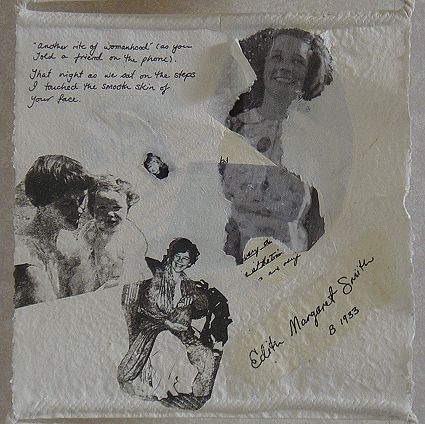 "another rite of womanhood" (as you
told a friend on the phone).
That night as we sat on the steps
I touched the smooth skin of
your face.
Edith Margaret Smith
B 1933